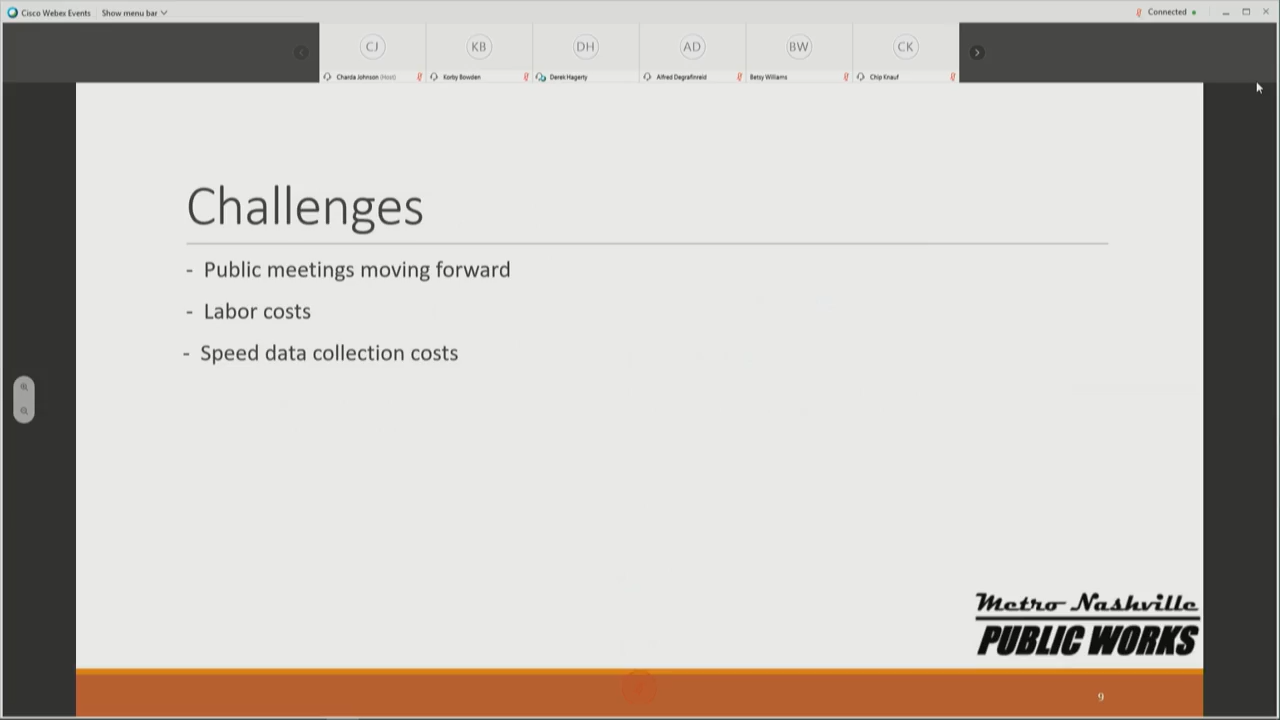 Cisco Webex Events Show menu bar Connected
CJ KB DH AD BW CK
Charda Johnson (Host) Korby Bowden Derek Hagerty Alfred Degrafinreid Betsy Williams Chip Knauf
Challenges
- Public meetings moving forward
- Labor costs
- Speed data collection costs
Metro Nashville
PUBLIC WORKS
9